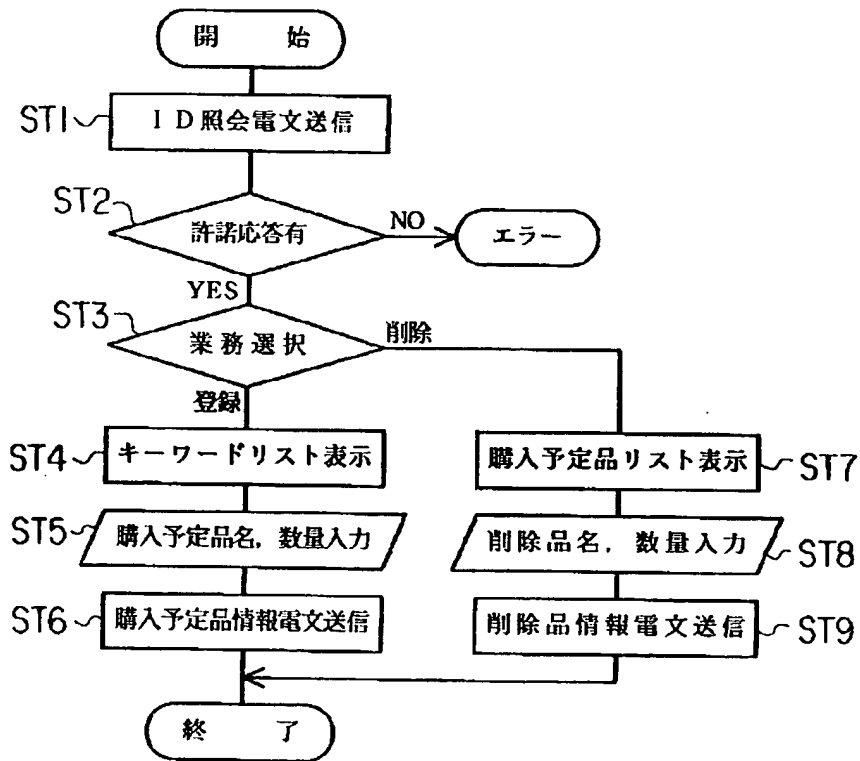 開 始
ST1 ID照会電文送信
ST2 許諾応答有 NO エラー
YES
ST3 業務選択 削除
登録
ST4 キーワードリスト表示
購入予定品リスト表示 ST7
ST5 購入予定品名,数量入力
削除品名,数量入力 ST8
ST6 購入予定品情報電文送信
削除品情報電文送信 ST9
終 了